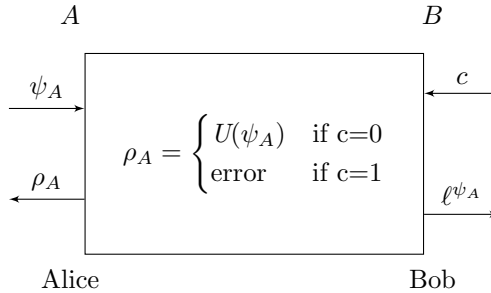 A B
ψ_A c
ρ_A = { U(ψ_A) if c=0
error if c=1
ρ_A ℓ^{ψ_A}
Alice Bob